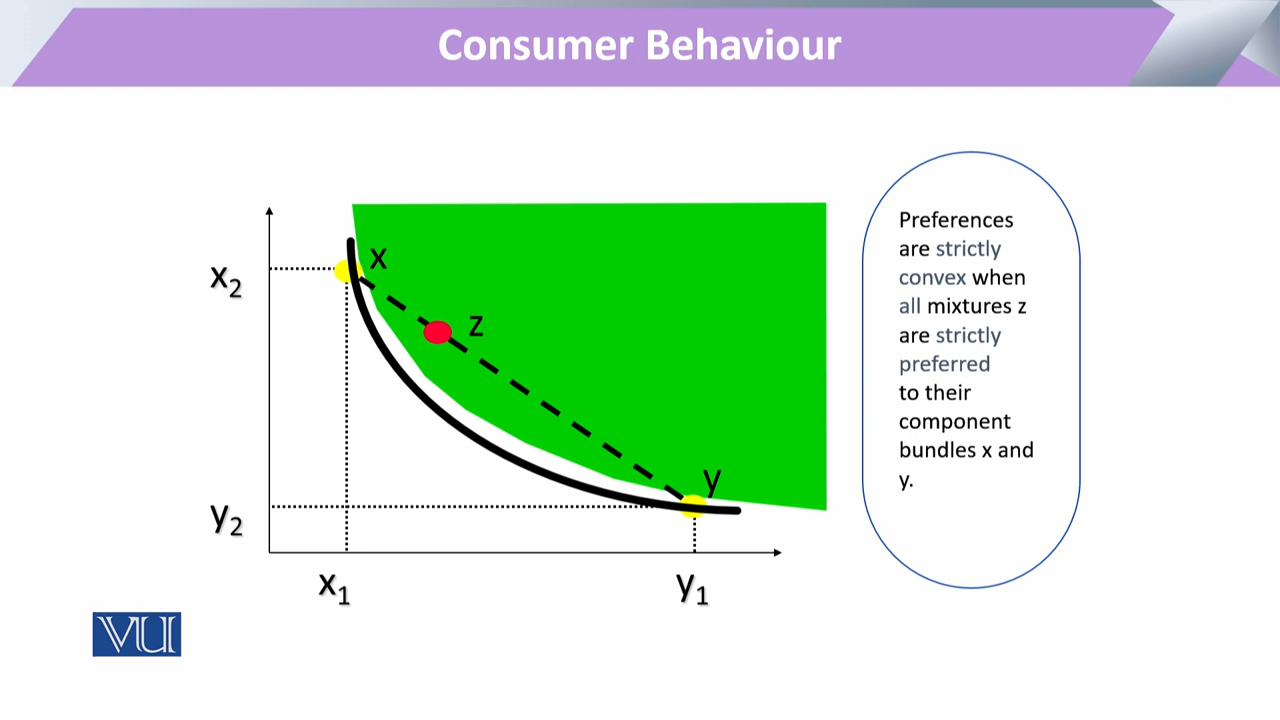 Consumer Behaviour
x
x₂
z
y
y₂
x₁
y₁
Preferences
are strictly
convex when
all mixtures z
are strictly
preferred
to their
component
bundles x and
y.
VU